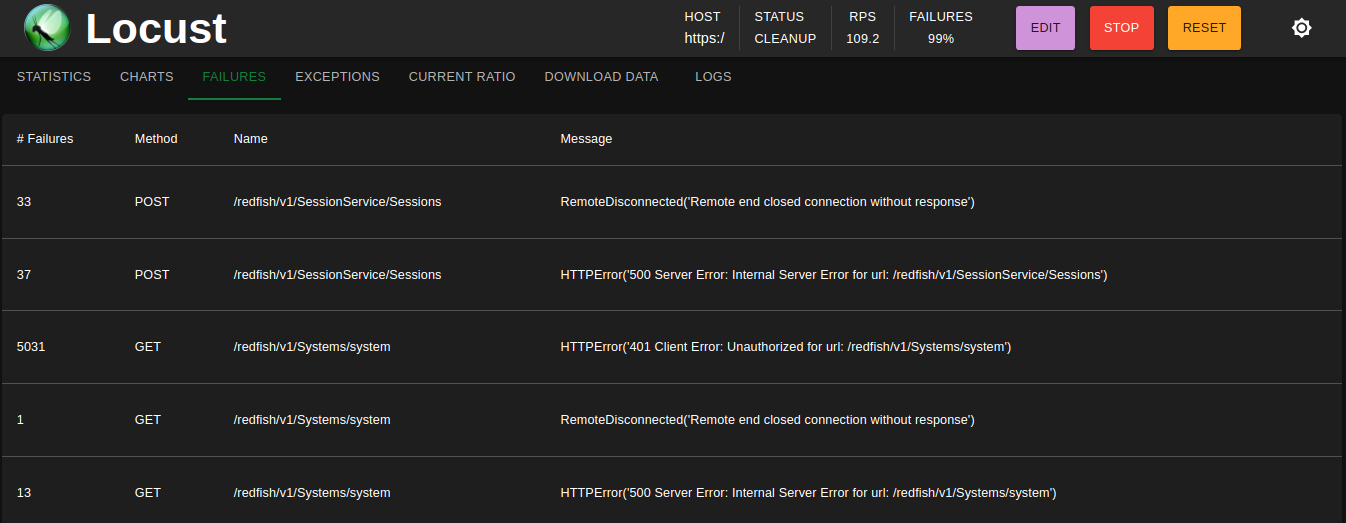 Locust
HOST STATUS RPS FAILURES
https:/ CLEANUP 109.2 99%
EDIT STOP RESET
STATISTICS CHARTS FAILURES EXCEPTIONS CURRENT RATIO DOWNLOAD DATA LOGS
# Failures Method Name Message
33 POST /redfish/v1/SessionService/Sessions RemoteDisconnected('Remote end closed connection without response')
37 POST /redfish/v1/SessionService/Sessions HTTPError('500 Server Error: Internal Server Error for url: /redfish/v1/SessionService/Sessions')
5031 GET /redfish/v1/Systems/system HTTPError('401 Client Error: Unauthorized for url: /redfish/v1/Systems/system')
1 GET /redfish/v1/Systems/system RemoteDisconnected('Remote end closed connection without response')
13 GET /redfish/v1/Systems/system HTTPError('500 Server Error: Internal Server Error for url: /redfish/v1/Systems/system')